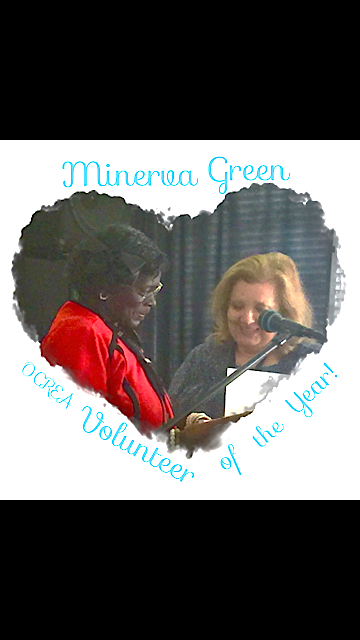 Minerva Green
OCREA Volunteer of the Year!